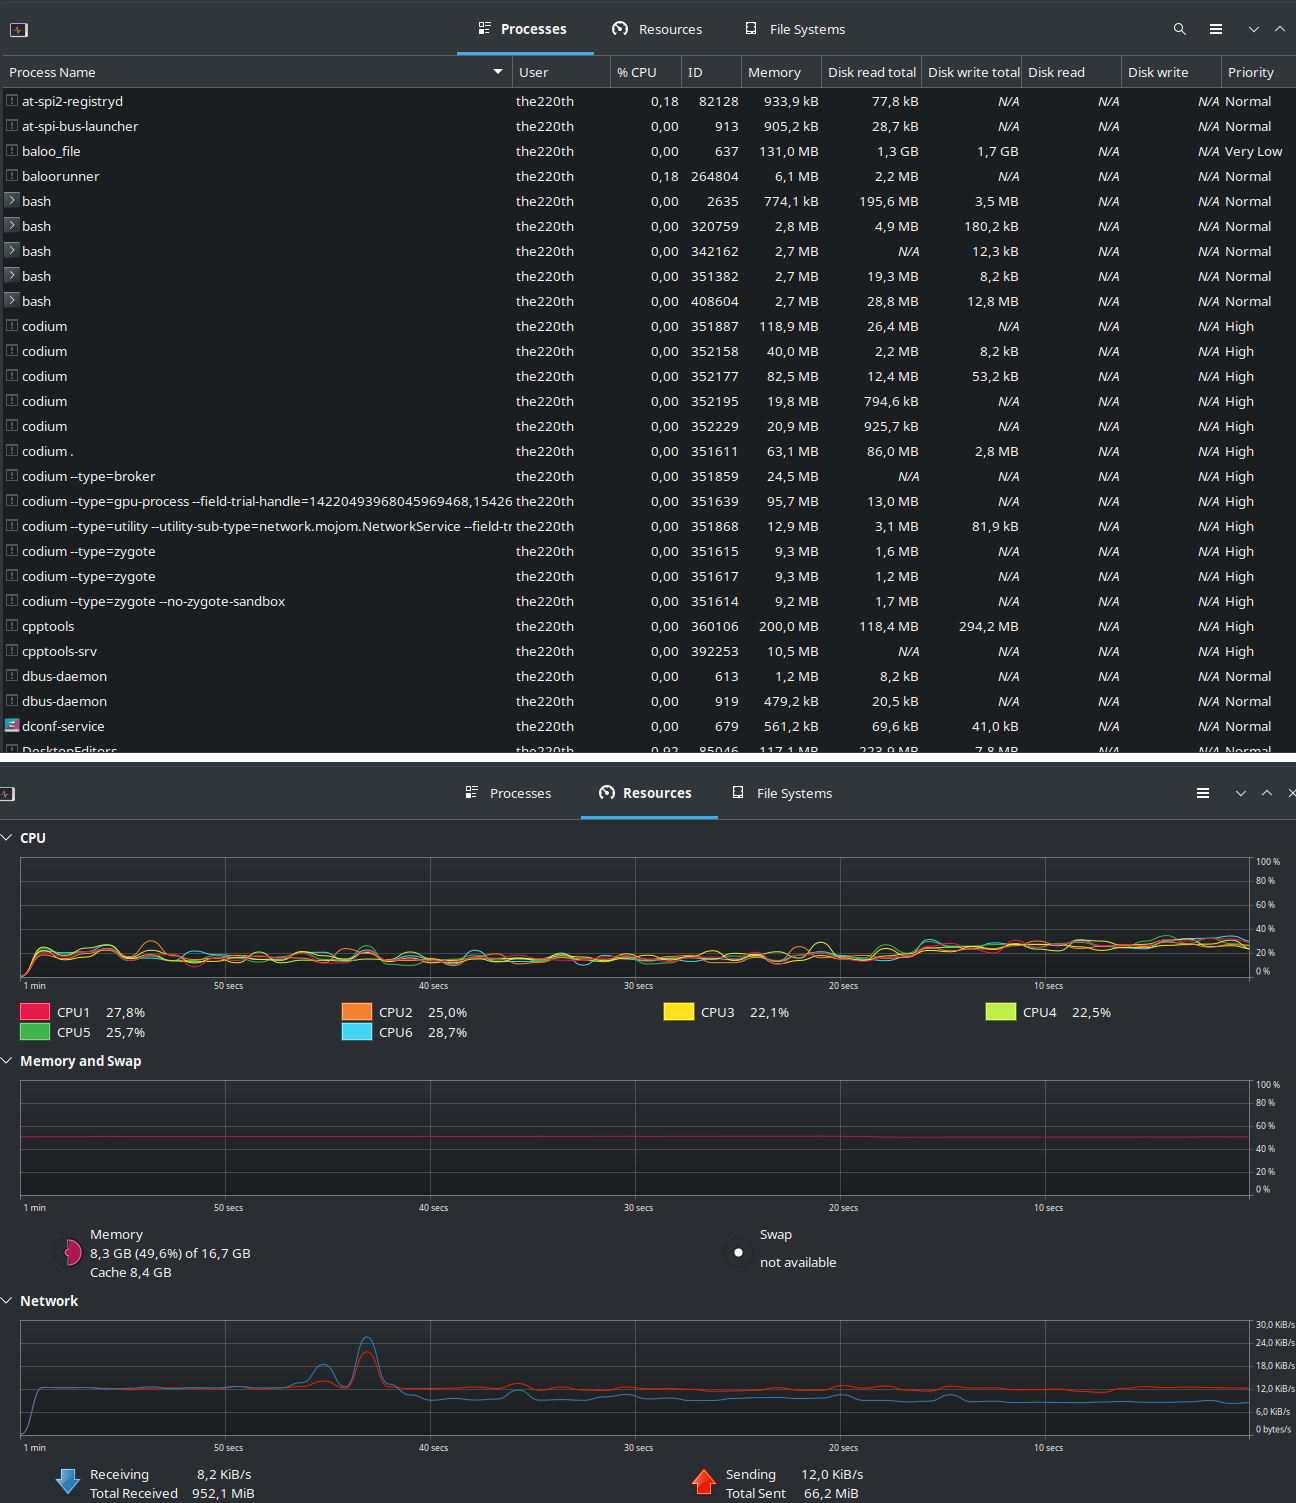 Processes Resources File Systems
Process Name User % CPU ID Memory Disk read total Disk write total Disk read Disk write Priority
at-spi2-registryd the220th 0,18 82128 933,9 kB 77,8 kB N/A N/A N/A Normal
at-spi-bus-launcher the220th 0,00 913 905,2 kB 28,7 kB N/A N/A N/A Normal
baloo_file the220th 0,00 637 131,0 MB 1,3 GB 1,7 GB N/A N/A Very Low
baloorunner the220th 0,18 264804 6,1 MB 2,2 MB N/A N/A N/A Normal
bash the220th 0,00 2635 774,1 kB 195,6 MB 3,5 MB N/A N/A Normal
bash the220th 0,00 320759 2,8 MB 4,9 MB 180,2 kB N/A N/A Normal
bash the220th 0,00 342162 2,7 MB N/A 12,3 kB N/A N/A Normal
bash the220th 0,00 351382 2,7 MB 19,3 MB 8,2 kB N/A N/A Normal
bash the220th 0,00 408604 2,7 MB 28,8 MB 12,8 MB N/A N/A Normal
codium the220th 0,00 351887 118,9 MB 26,4 MB N/A N/A N/A High
codium the220th 0,00 352158 40,0 MB 2,2 MB 8,2 kB N/A N/A High
codium the220th 0,00 352177 82,5 MB 12,4 MB 53,2 kB N/A N/A High
codium the220th 0,00 352195 19,8 MB 794,6 kB N/A N/A N/A High
codium the220th 0,00 352229 20,9 MB 925,7 kB N/A N/A N/A High
codium . the220th 0,00 351611 63,1 MB 86,0 MB 2,8 MB N/A N/A High
codium --type=broker the220th 0,00 351859 24,5 MB N/A N/A N/A N/A High
codium --type=gpu-process --field-trial-handle=14220493968045969468,15426 the220th 0,00 351639 95,7 MB 13,0 MB N/A N/A N/A High
codium --type=utility --utility-sub-type=network.mojom.NetworkService --field-tr the220th 0,00 351868 12,9 MB 3,1 MB 81,9 kB N/A N/A High
codium --type=zygote the220th 0,00 351615 9,3 MB 1,6 MB N/A N/A N/A High
codium --type=zygote the220th 0,00 351617 9,3 MB 1,2 MB N/A N/A N/A High
codium --type=zygote --no-zygote-sandbox the220th 0,00 351614 9,2 MB 1,7 MB N/A N/A N/A High
cpptools the220th 0,00 360106 200,0 MB 118,4 MB 294,2 MB N/A N/A High
cpptools-srv the220th 0,00 392253 10,5 MB N/A N/A N/A N/A High
dbus-daemon the220th 0,00 613 1,2 MB 8,2 kB N/A N/A N/A Normal
dbus-daemon the220th 0,00 919 479,2 kB 20,5 kB N/A N/A N/A Normal
dconf-service the220th 0,00 679 561,2 kB 69,6 kB 41,0 kB N/A N/A Normal
DesktopEditors the220th 0,92 85046 117,1 MB 223,9 MB 7,8 MB N/A N/A Normal
Processes Resources File Systems
CPU
100 %
80 %
60 %
40 %
20 %
0 %
1 min 50 secs 40 secs 30 secs 20 secs 10 secs
CPU1 27,8% CPU2 25,0% CPU3 22,1% CPU4 22,5%
CPU5 25,7% CPU6 28,7%
Memory and Swap
100 %
80 %
60 %
40 %
20 %
0 %
1 min 50 secs 40 secs 30 secs 20 secs 10 secs
Memory Swap
8,3 GB (49,6%) of 16,7 GB not available
Cache 8,4 GB
Network
30,0 KiB/s
24,0 KiB/s
18,0 KiB/s
12,0 KiB/s
6,0 KiB/s
0 bytes/s
1 min 50 secs 40 secs 30 secs 20 secs 10 secs
Receiving 8,2 KiB/s Sending 12,0 KiB/s
Total Received 952,1 MiB Total Sent 66,2 MiB